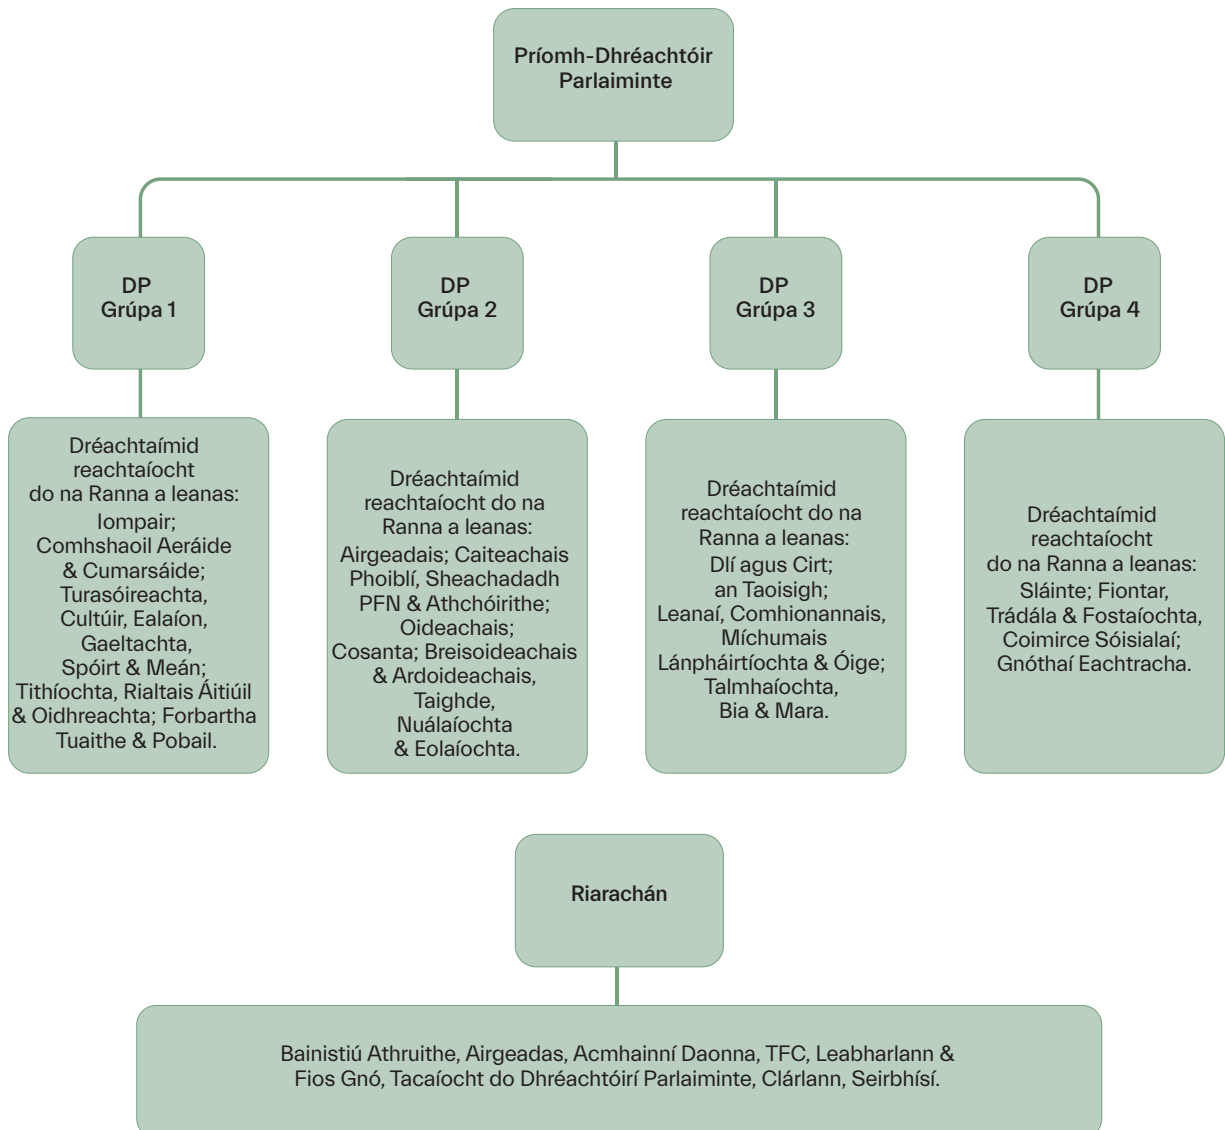 Príomh-Dhréachtóir
Parlaiminte
DP
Grúpa 1
DP
Grúpa 2
DP
Grúpa 3
DP
Grúpa 4
Dréachtaímid
reachtaíocht
do na Ranna a leanas:
Iompair;
Comhshaoil Aeráide
& Cumarsáide;
Turasóireachta,
Cultúir, Ealaíon,
Gaeltachta,
Spóirt & Meán;
Tithíochta, Rialtais Áitiúil
& Oidhreachta; Forbartha
Tuaithe & Pobail.
Dréachtaímid
reachtaíocht do na
Ranna a leanas:
Airgeadais; Caiteachais
Phoiblí, Sheachadadh
PFN & Athchóirithe;
Oideachais;
Cosanta; Breisoideachais
& Ardoideachais,
Taighde,
Nuálaíochta
& Eolaíochta.
Dréachtaímid
reachtaíocht do na
Ranna a leanas:
Dlí agus Cirt;
an Taoisigh;
Leanaí, Comhionannais,
Míchumais
Lánpháirtíochta & Óige;
Talmhaíochta,
Bia & Mara.
Dréachtaímid
reachtaíocht
do na Ranna a leanas:
Sláinte; Fiontar,
Trádála & Fostaíochta,
Coimirce Sóisialaí;
Gnóthaí Eachtracha.
Riarachán
Bainistiú Athruithe, Airgeadas, Acmhainní Daonna, TFC, Leabharlann &
Fios Gnó, Tacaíocht do Dhréachtóirí Parlaiminte, Clárlann, Seirbhísí.